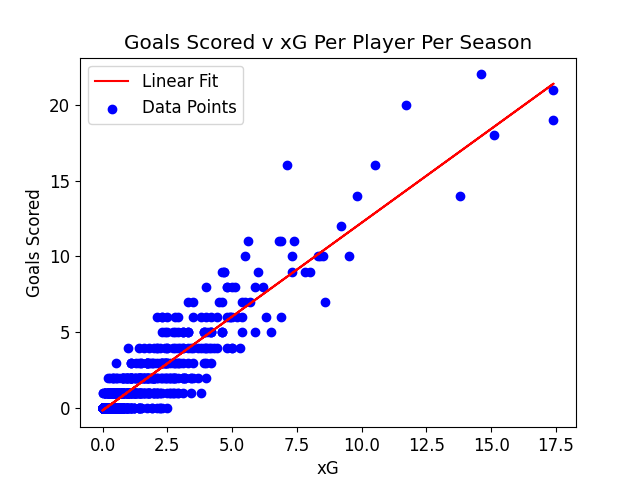 Goals Scored v xG Per Player Per Season
Linear Fit
Data Points
Goals Scored
20
15
10
5
0
0.0 2.5 5.0 7.5 10.0 12.5 15.0 17.5
xG